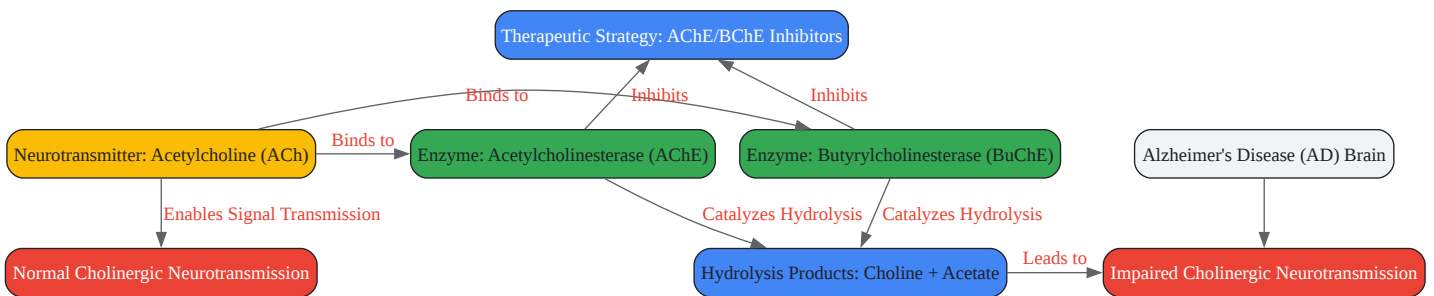 Therapeutic Strategy: AChE/BChE Inhibitors
Binds to
Inhibits
Inhibits
Neurotransmitter: Acetylcholine (ACh)
Binds to
Enzyme: Acetylcholinesterase (AChE)
Enzyme: Butyrylcholinesterase (BuChE)
Alzheimer's Disease (AD) Brain
Enables Signal Transmission
Catalyzes Hydrolysis
Catalyzes Hydrolysis
Normal Cholinergic Neurotransmission
Hydrolysis Products: Choline + Acetate
Leads to
Impaired Cholinergic Neurotransmission